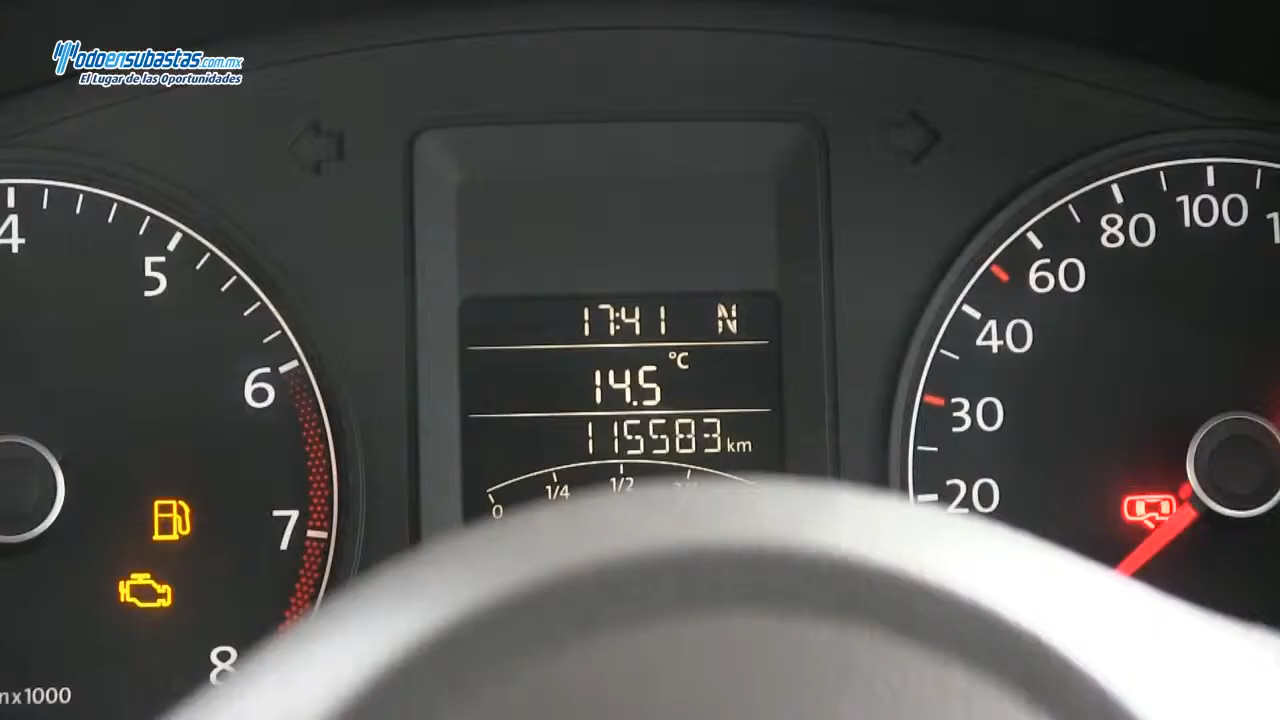 todoensubastas.com.mx
El Lugar de las Oportunidades
4
5
6
7
8
x1000
17:41 N
14.5 °C
115583 km
0 1/4 1/2
20
30
40
60
80
100